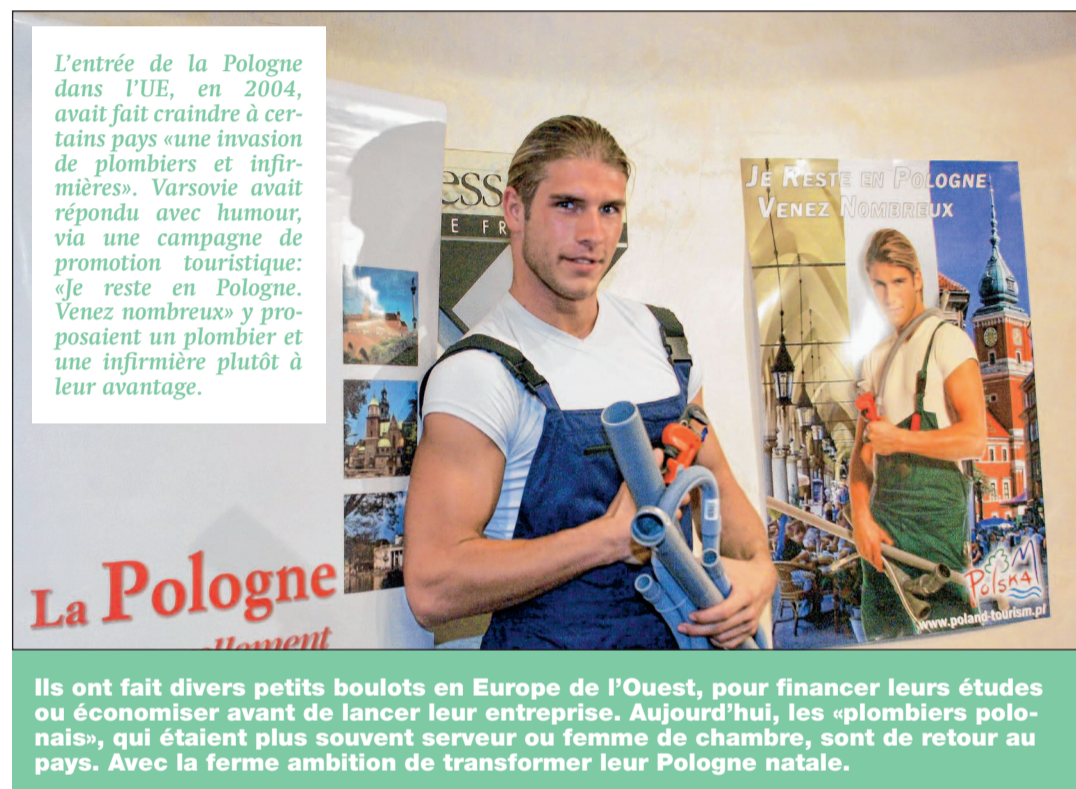 L'entrée de la Pologne
dans l'UE, en 2004,
avait fait craindre à cer-
tains pays «une invasion
de plombiers et infir-
mières». Varsovie avait
répondu avec humour,
via une campagne de
promotion touristique:
«Je reste en Pologne.
Venez nombreux» y pro-
posaient un plombier et
une infirmière plutôt à
leur avantage.
ESS
E FR
JE RESTE EN POLOGNE
VENEZ NOMBREUX
POLSKA
www.poland-tourism.pl
La Pologne
Ils ont fait divers petits boulots en Europe de l'Ouest, pour financer leurs études
ou économiser avant de lancer leur entreprise. Aujourd'hui, les «plombiers polo-
nais», qui étaient plus souvent serveur ou femme de chambre, sont de retour au
pays. Avec la ferme ambition de transformer leur Pologne natale.